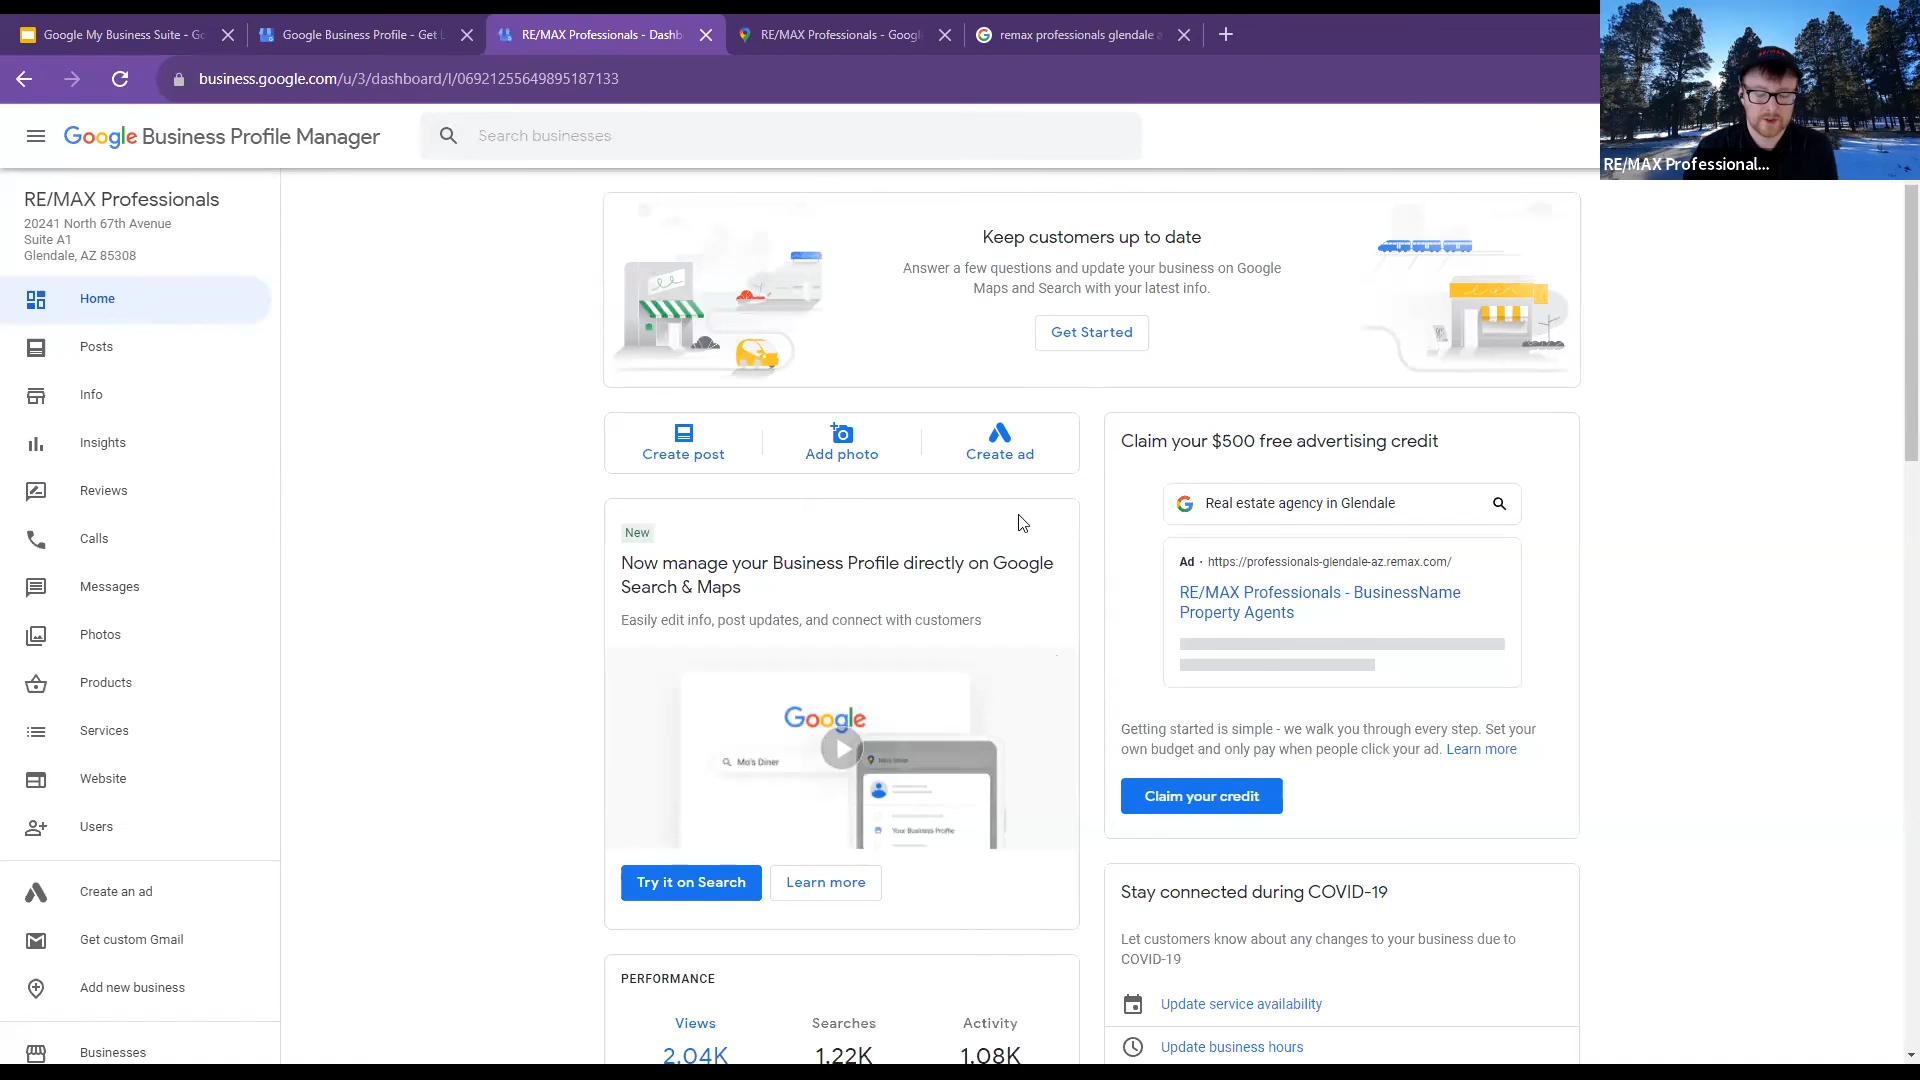 Google My Business Suite - Go
Google Business Profile - Get L
RE/MAX Professionals - Dashb
RE/MAX Professionals - Googl
remax professionals glendale a
business.google.com/u/3/dashboard/l/06921255649895187133
RE/MAX Professional...
Google Business Profile Manager
Search businesses
RE/MAX Professionals
20241 North 67th Avenue
Suite A1
Glendale, AZ 85308
Home
Posts
Info
Insights
Reviews
Calls
Messages
Photos
Products
Services
Website
Users
Create an ad
Get custom Gmail
Add new business
Businesses
Keep customers up to date
Answer a few questions and update your business on Google
Maps and Search with your latest info.
Get Started
Create post
Add photo
Create ad
New
Now manage your Business Profile directly on Google
Search & Maps
Easily edit info, post updates, and connect with customers
Google
Mo's Diner
Mo's Diner
Your Business Profile
Try it on Search
Learn more
PERFORMANCE
Views
Searches
Activity
2.04K
1.22K
1.08K
Claim your $500 free advertising credit
Real estate agency in Glendale
Ad · https://professionals-glendale-az.remax.com/
RE/MAX Professionals - BusinessName
Property Agents
Getting started is simple - we walk you through every step. Set your
own budget and only pay when people click your ad. Learn more
Claim your credit
Stay connected during COVID-19
Let customers know about any changes to your business due to
COVID-19
Update service availability
Update business hours